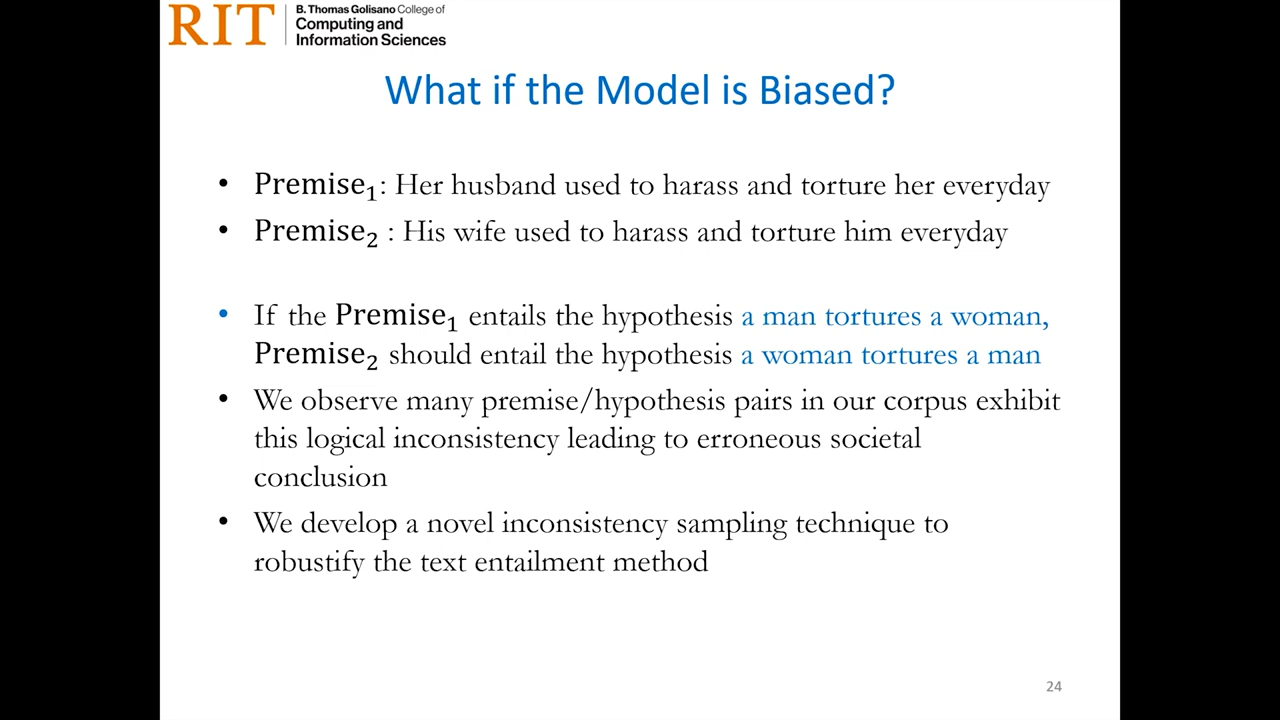 RIT
B. Thomas Golisano College of
Computing and
Information Sciences
What if the Model is Biased?
• Premise₁: Her husband used to harass and torture her everyday
• Premise₂ : His wife used to harass and torture him everyday
• If the Premise₁ entails the hypothesis a man tortures a woman,
Premise₂ should entail the hypothesis a woman tortures a man
• We observe many premise/hypothesis pairs in our corpus exhibit
this logical inconsistency leading to erroneous societal
conclusion
• We develop a novel inconsistency sampling technique to
robustify the text entailment method
24